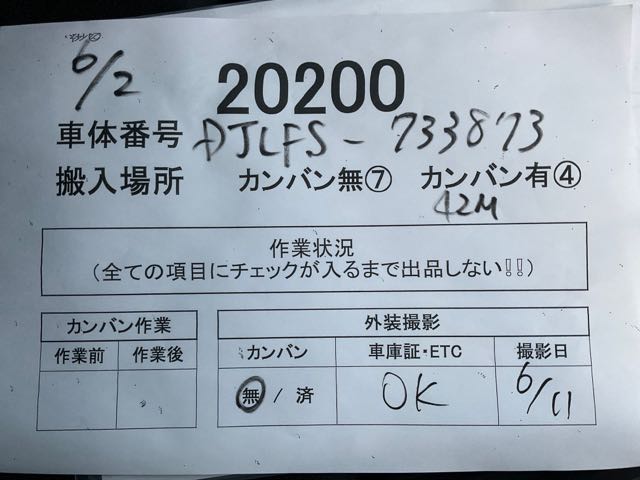 6/2
20200
車体番号 DJLFS-733873
搬入場所 カンバン無⑦ カンバン有④
42M
作業状況
(全ての項目にチェックが入るまで出品しない!!)
カンバン作業 外装撮影
作業前 作業後 カンバン 車庫証・ETC 撮影日
無 / 済 OK 6/11